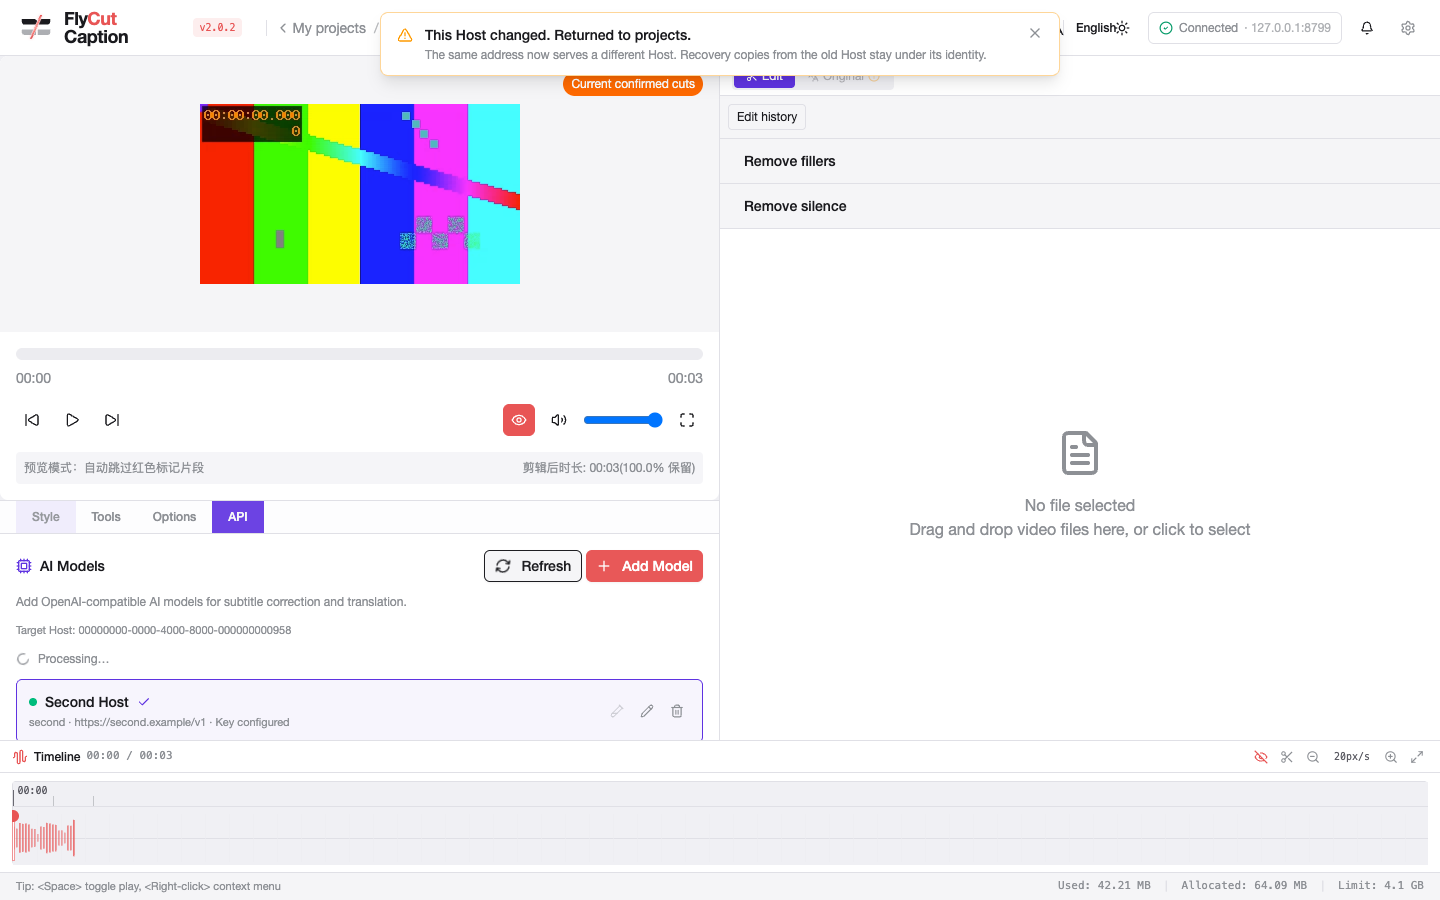 FlyCut
Caption
v2.0.2
My projects /
This Host changed. Returned to projects.
The same address now serves a different Host. Recovery copies from the old Host stay under its identity.
English
Connected · 127.0.0.1:8799
Current confirmed cuts
Edit
Original
00:00:00.000
0
Edit history
Remove fillers
Remove silence
00:00
00:03
预览模式：自动跳过红色标记片段
剪辑后时长: 00:03(100.0% 保留)
Style
Tools
Options
API
AI Models
Refresh
Add Model
Add OpenAI-compatible AI models for subtitle correction and translation.
Target Host: 00000000-0000-4000-8000-000000000958
Processing…
Second Host
second · https://second.example/v1 · Key configured
No file selected
Drag and drop video files here, or click to select
Timeline 00:00 / 00:03
20px/s
00:00
Tip: <Space> toggle play, <Right-click> context menu
Used: 42.21 MB
Allocated: 64.09 MB
Limit: 4.1 GB